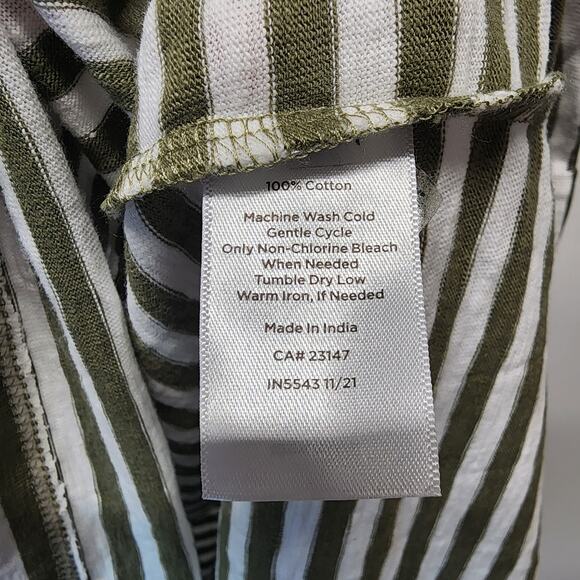 100% Cotton
Machine Wash Cold
Gentle Cycle
Only Non-Chlorine Bleach
When Needed
Tumble Dry Low
Warm Iron, If Needed
Made In India
CA# 23147
IN5543 11/21